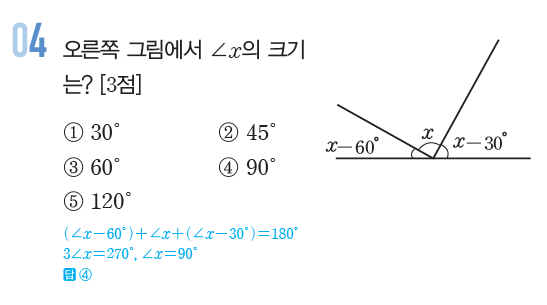 04
오른쪽 그림에서 ∠x의 크기
는? [3점]
① 30° ② 45°
③ 60° ④ 90°
⑤ 120°
(∠x−60°)+∠x+(∠x−30°)=180°
3∠x=270°, ∠x=90°
답 ④
x−60° x x−30°